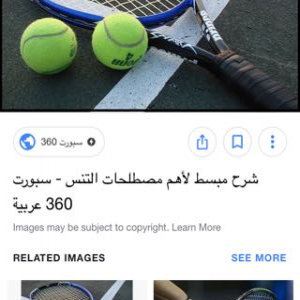 سبورت 360
شرح مبسط لأهم مصطلحات التنس - سبورت
360 عربية
Images may be subject to copyright. Learn More
RELATED IMAGES
SEE MORE